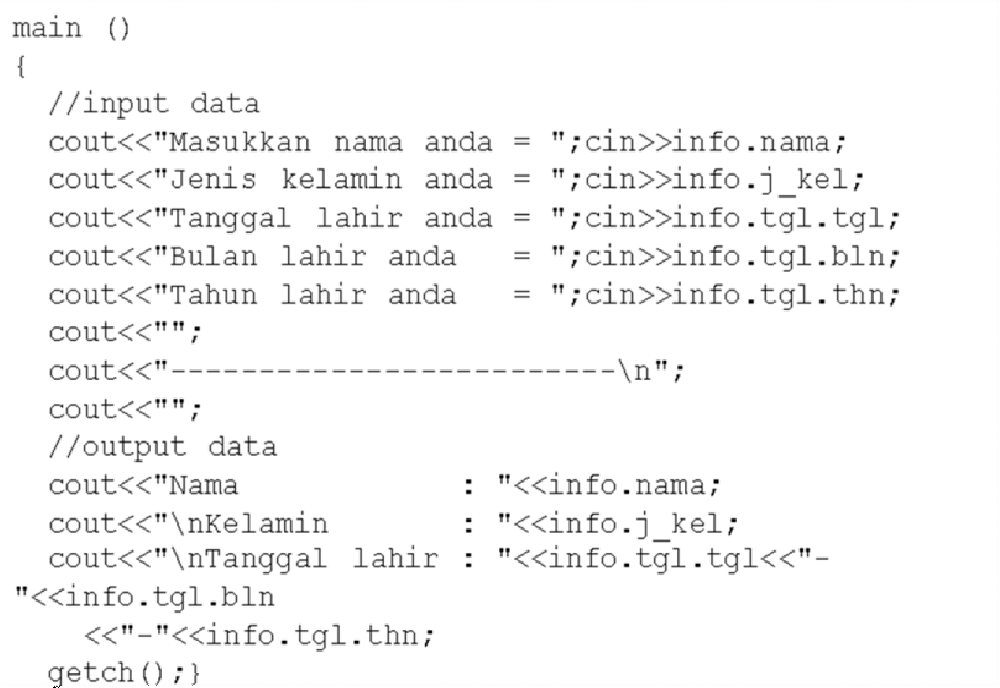 main ()
{
  //input data
  cout<<"Masukkan nama anda = ";cin>>info.nama;
  cout<<"Jenis kelamin anda = ";cin>>info.j_kel;
  cout<<"Tanggal lahir anda = ";cin>>info.tgl.tgl;
  cout<<"Bulan lahir anda   = ";cin>>info.tgl.bln;
  cout<<"Tahun lahir anda   = ";cin>>info.tgl.thn;
  cout<<"";
  cout<<"-------------------------\n";
  cout<<"";
  //output data
  cout<<"Nama             : "<<info.nama;
  cout<<"\nKelamin        : "<<info.j_kel;
  cout<<"\nTanggal lahir : "<<info.tgl.tgl<<"-
"<<info.tgl.bln
    <<"-"<<info.tgl.thn;
  getch();}